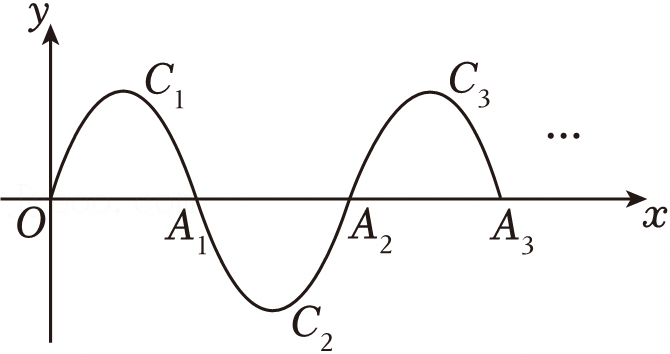 y
C₁
C₃
...
O
A₁
A₂
A₃
x
C₂